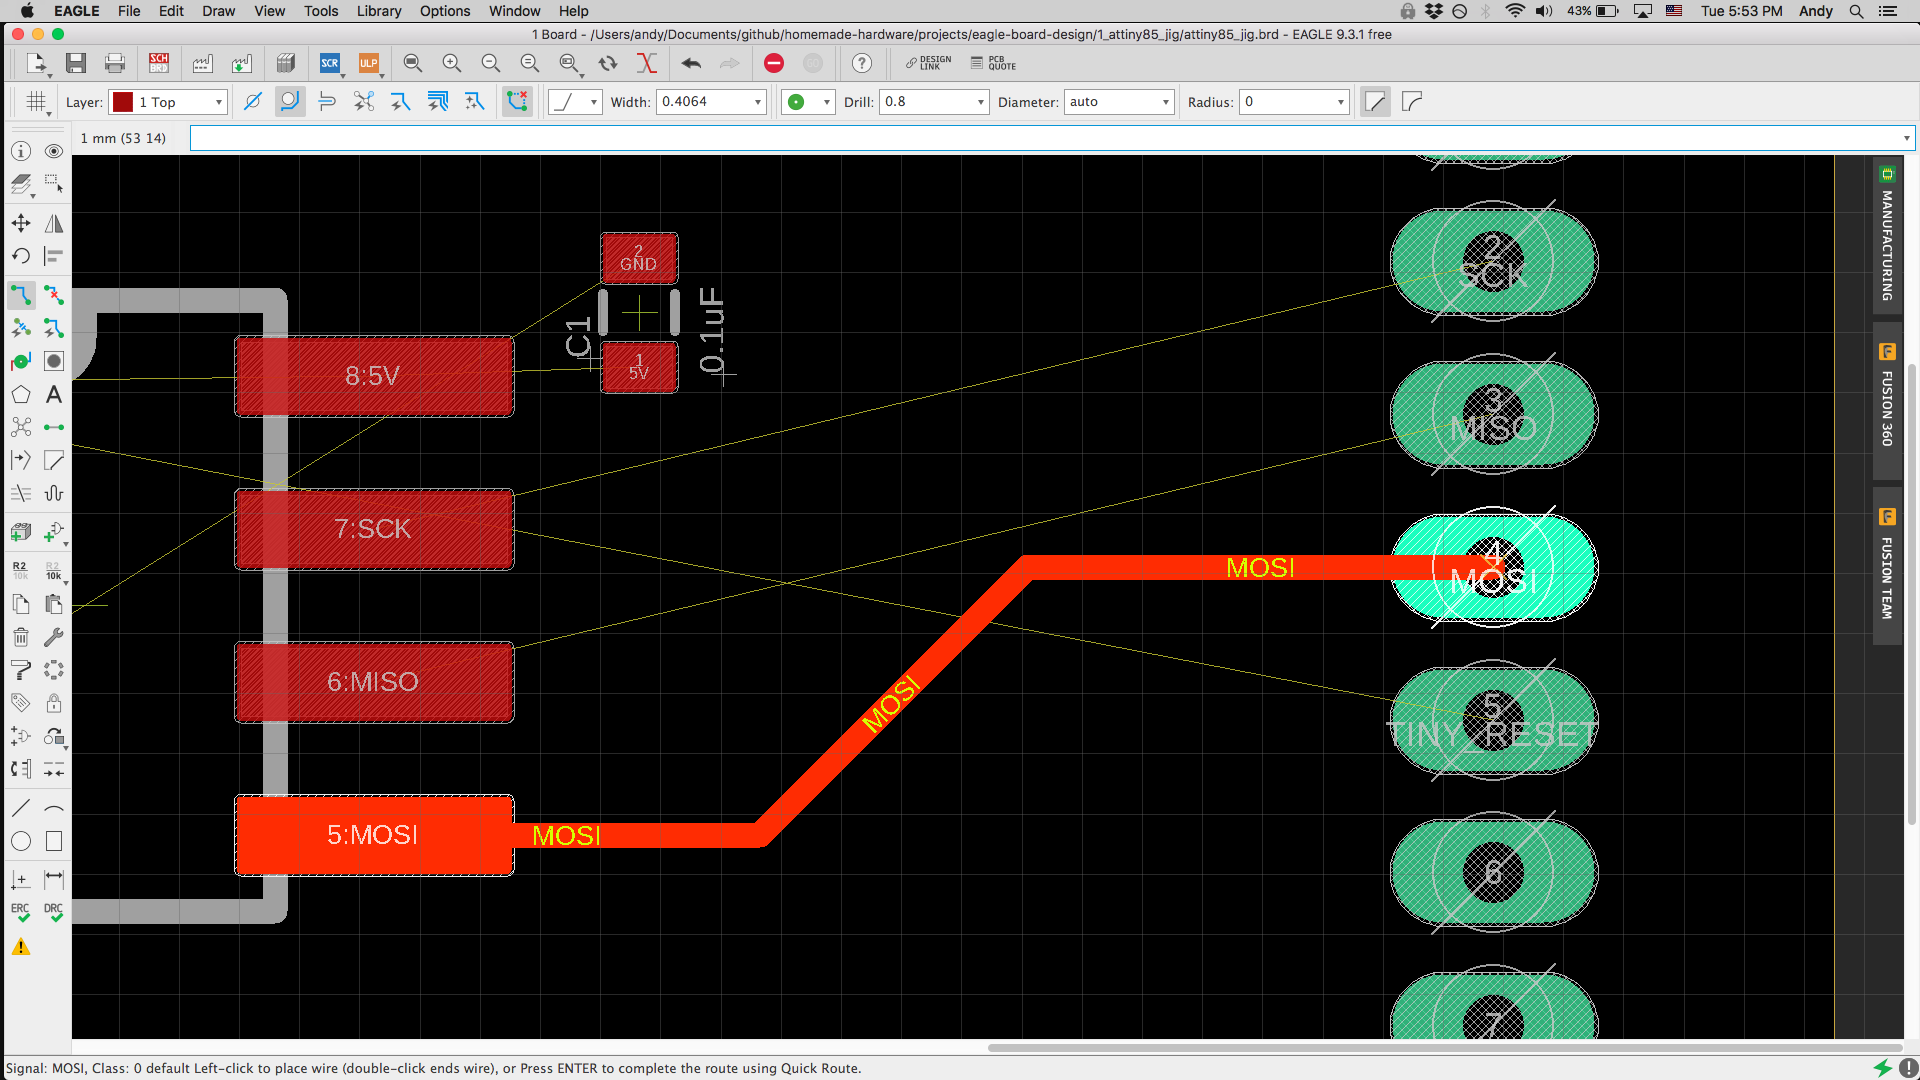 EAGLE File Edit Draw View Tools Library Options Window Help 43% Tue 5:53 PM Andy
1 Board - /Users/andy/Documents/github/homemade-hardware/projects/eagle-board-design/1_attiny85_jig/attiny85_jig.brd - EAGLE 9.3.1 free
SCH
BRD
SCR
ULP
DESIGN
LINK
PCB
QUOTE
Layer: 1 Top Width: 0.4064 Drill: 0.8 Diameter: auto Radius: 0
1 mm (53 14)
R2
10k
R2
10k
ERC
DRC
2
GND
C1
0.1uF
1
5V
8:5V
7:SCK
6:MISO
5:MOSI
MOSI
MOSI
MOSI
2
SCK
3
MISO
4
MOSI
5
TINY_RESET
6
7
MANUFACTURING
FUSION 360
FUSION TEAM
Signal: MOSI, Class: 0 default Left-click to place wire (double-click ends wire), or Press ENTER to complete the route using Quick Route.